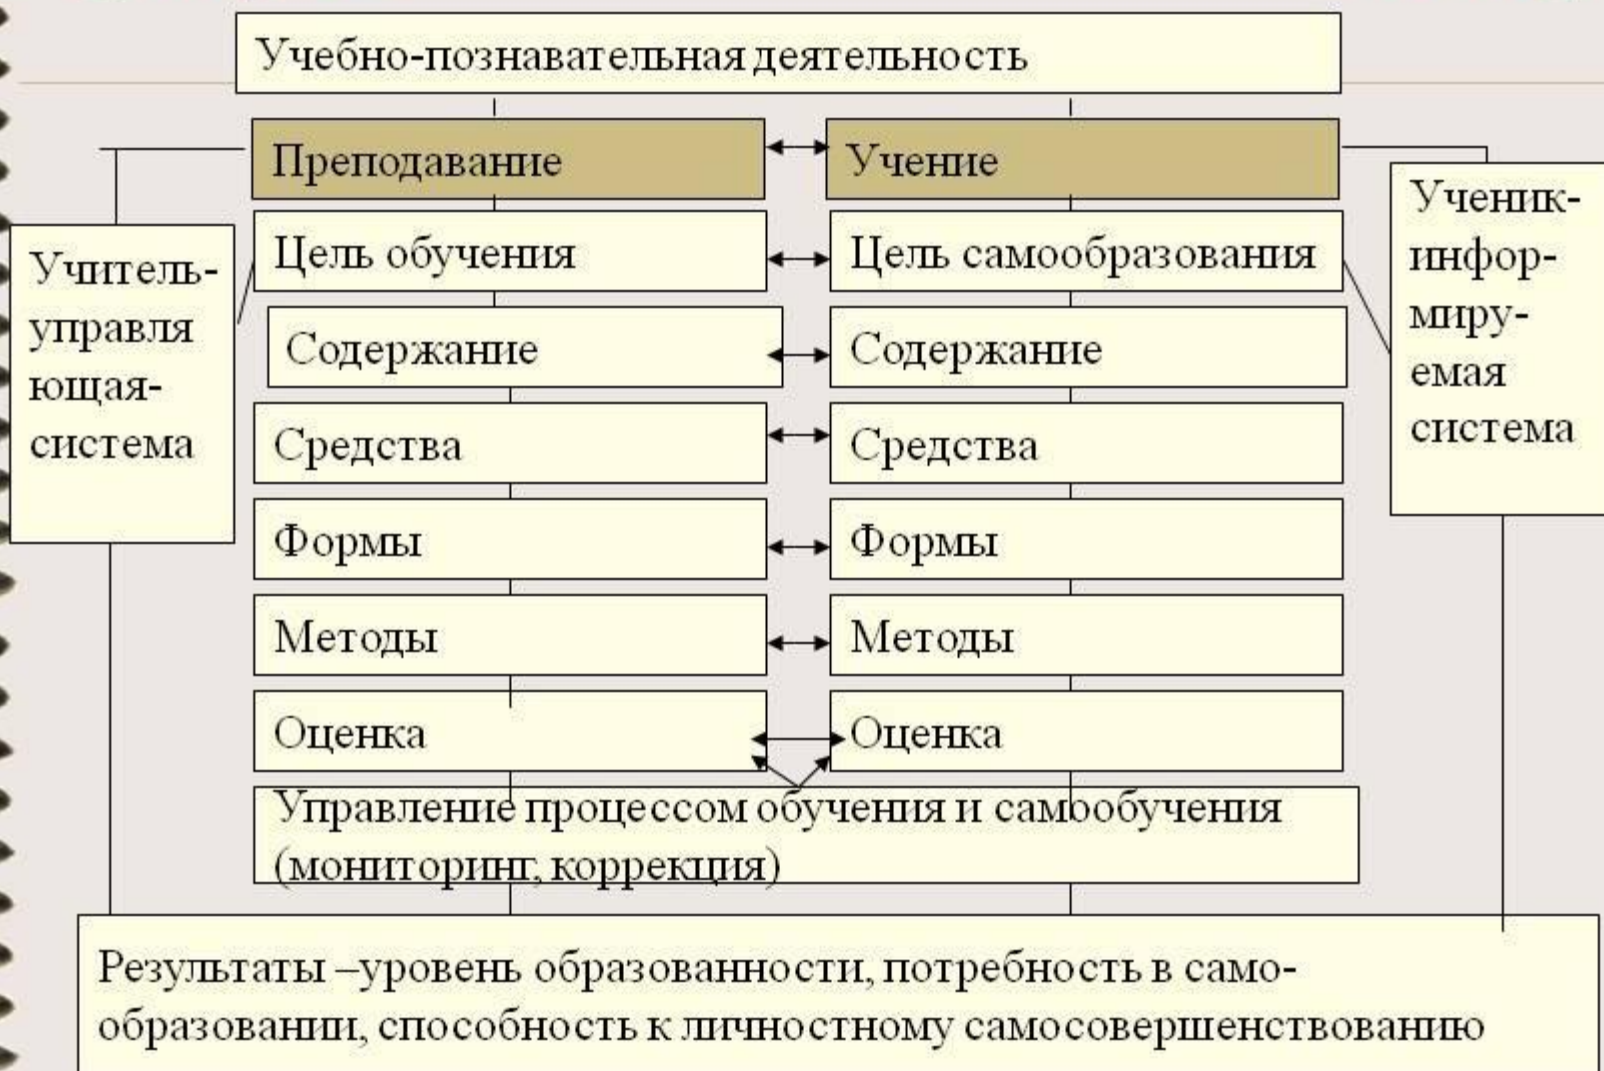 Учебно-познавательная деятельность
Преподавание
Учение
Учитель-
управля
ющая-
система
Ученик-
инфор-
миру-
емая
система
Цель обучения
Цель самообразования
Содержание
Содержание
Средства
Средства
Формы
Формы
Методы
Методы
Оценка
Оценка
Управление процессом обучения и самообучения
(мониторинг, коррекция)
Результаты –уровень образованности, потребность в само-
образовании, способность к личностному самосовершенствованию